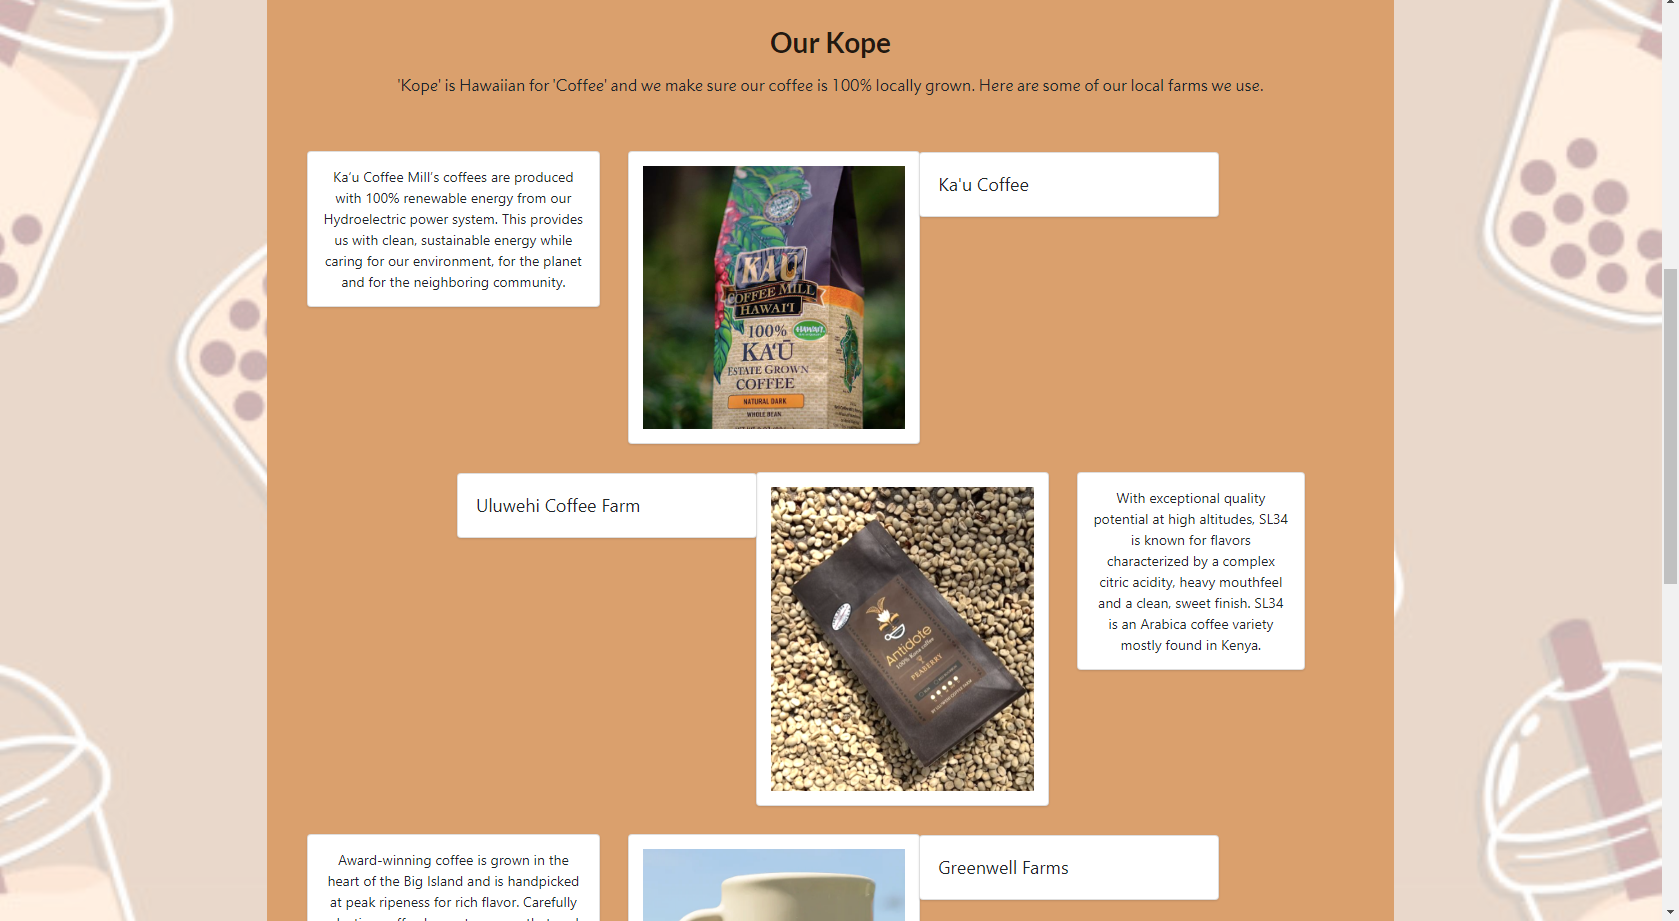 Our Kope
'Kope' is Hawaiian for 'Coffee' and we make sure our coffee is 100% locally grown. Here are some of our local farms we use.
Ka‘u Coffee Mill’s coffees are produced
with 100% renewable energy from our
Hydroelectric power system. This provides
us with clean, sustainable energy while
caring for our environment, for the planet
and for the neighboring community.
KA'Ū
COFFEE MILL
HAWAI'I
100%
HAWAI'I
KA'Ū
ESTATE GROWN
COFFEE
NATURAL DARK
WHOLE BEAN
Ka'u Coffee
Uluwehi Coffee Farm
Antidote
100% Kona coffee
PEABERRY
BY ULUWEHI COFFEE FARM
With exceptional quality
potential at high altitudes, SL34
is known for flavors
characterized by a complex
citric acidity, heavy mouthfeel
and a clean, sweet finish. SL34
is an Arabica coffee variety
mostly found in Kenya.
Award-winning coffee is grown in the
heart of the Big Island and is handpicked
at peak ripeness for rich flavor. Carefully
Greenwell Farms